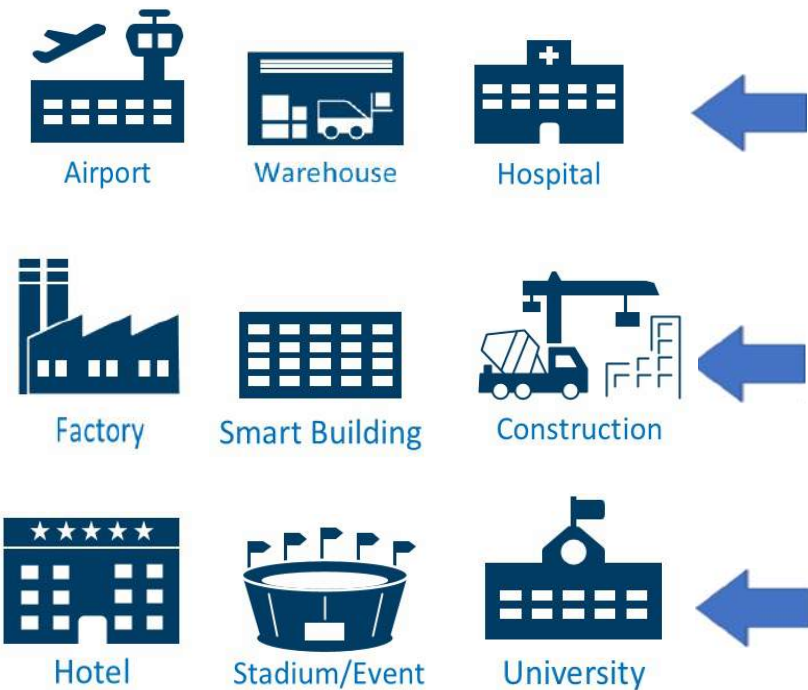 Airport
Warehouse
Hospital
Factory
Smart Building
Construction
Hotel
Stadium/Event
University